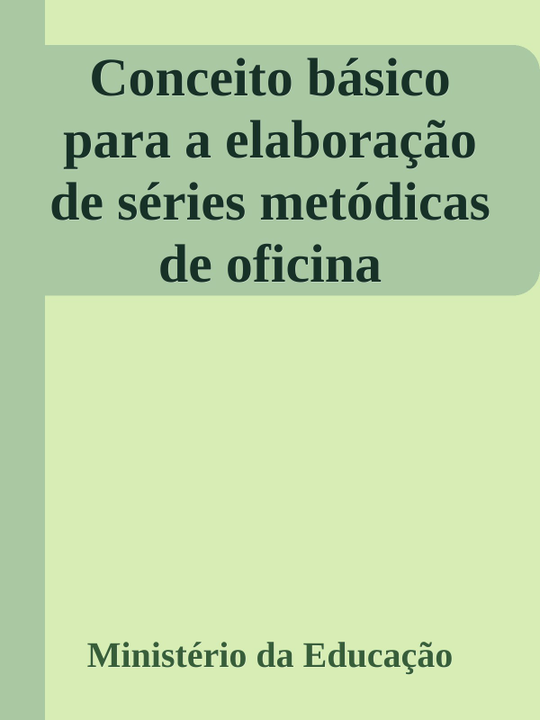 Conceito básico
para a elaboração
de séries metódicas
de oficina
Ministério da Educação